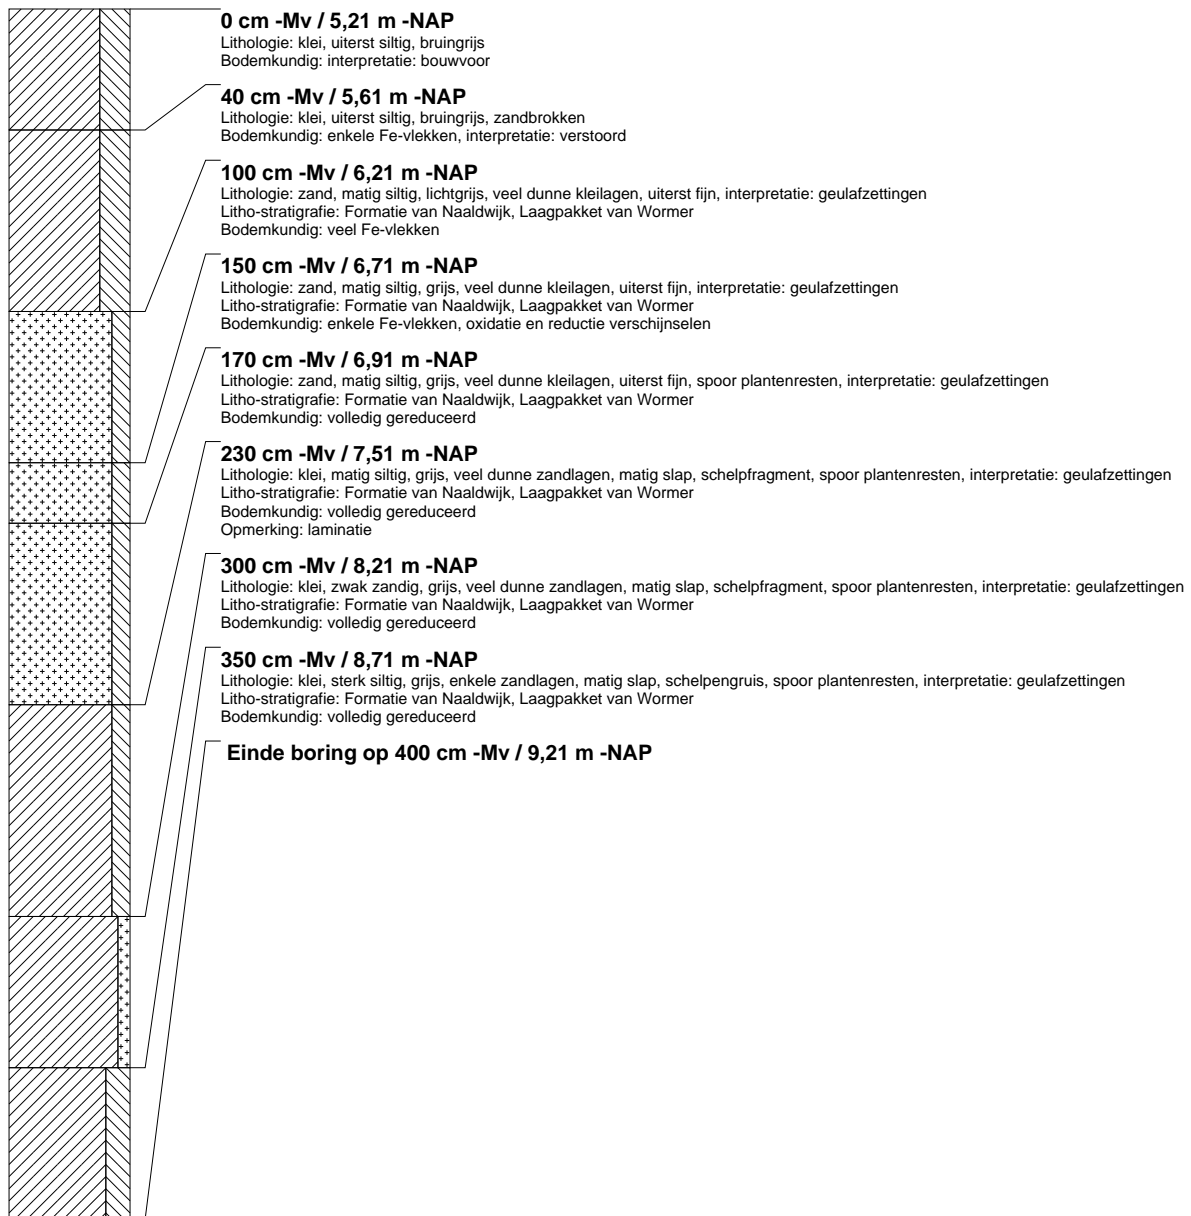 0 cm -Mv / 5,21 m -NAP
Lithologie: klei, uiterst siltig, bruingrijs
Bodemkundig: interpretatie: bouwvoor
40 cm -Mv / 5,61 m -NAP
Lithologie: klei, uiterst siltig, bruingrijs, zandbrokken
Bodemkundig: enkele Fe-vlekken, interpretatie: verstoord
100 cm -Mv / 6,21 m -NAP
Lithologie: zand, matig siltig, lichtgrijs, veel dunne kleilagen, uiterst fijn, interpretatie: geulafzettingen
Litho-stratigrafie: Formatie van Naaldwijk, Laagpakket van Wormer
Bodemkundig: veel Fe-vlekken
150 cm -Mv / 6,71 m -NAP
Lithologie: zand, matig siltig, grijs, veel dunne kleilagen, uiterst fijn, interpretatie: geulafzettingen
Litho-stratigrafie: Formatie van Naaldwijk, Laagpakket van Wormer
Bodemkundig: enkele Fe-vlekken, oxidatie en reductie verschijnselen
170 cm -Mv / 6,91 m -NAP
Lithologie: zand, matig siltig, grijs, veel dunne kleilagen, uiterst fijn, spoor plantenresten, interpretatie: geulafzettingen
Litho-stratigrafie: Formatie van Naaldwijk, Laagpakket van Wormer
Bodemkundig: volledig gereduceerd
230 cm -Mv / 7,51 m -NAP
Lithologie: klei, matig siltig, grijs, veel dunne zandlagen, matig slap, schelpfragment, spoor plantenresten, interpretatie: geulafzettingen
Litho-stratigrafie: Formatie van Naaldwijk, Laagpakket van Wormer
Bodemkundig: volledig gereduceerd
Opmerking: laminatie
300 cm -Mv / 8,21 m -NAP
Lithologie: klei, zwak zandig, grijs, veel dunne zandlagen, matig slap, schelpfragment, spoor plantenresten, interpretatie: geulafzettingen
Litho-stratigrafie: Formatie van Naaldwijk, Laagpakket van Wormer
Bodemkundig: volledig gereduceerd
350 cm -Mv / 8,71 m -NAP
Lithologie: klei, sterk siltig, grijs, enkele zandlagen, matig slap, schelpengruis, spoor plantenresten, interpretatie: geulafzettingen
Litho-stratigrafie: Formatie van Naaldwijk, Laagpakket van Wormer
Bodemkundig: volledig gereduceerd
Einde boring op 400 cm -Mv / 9,21 m -NAP